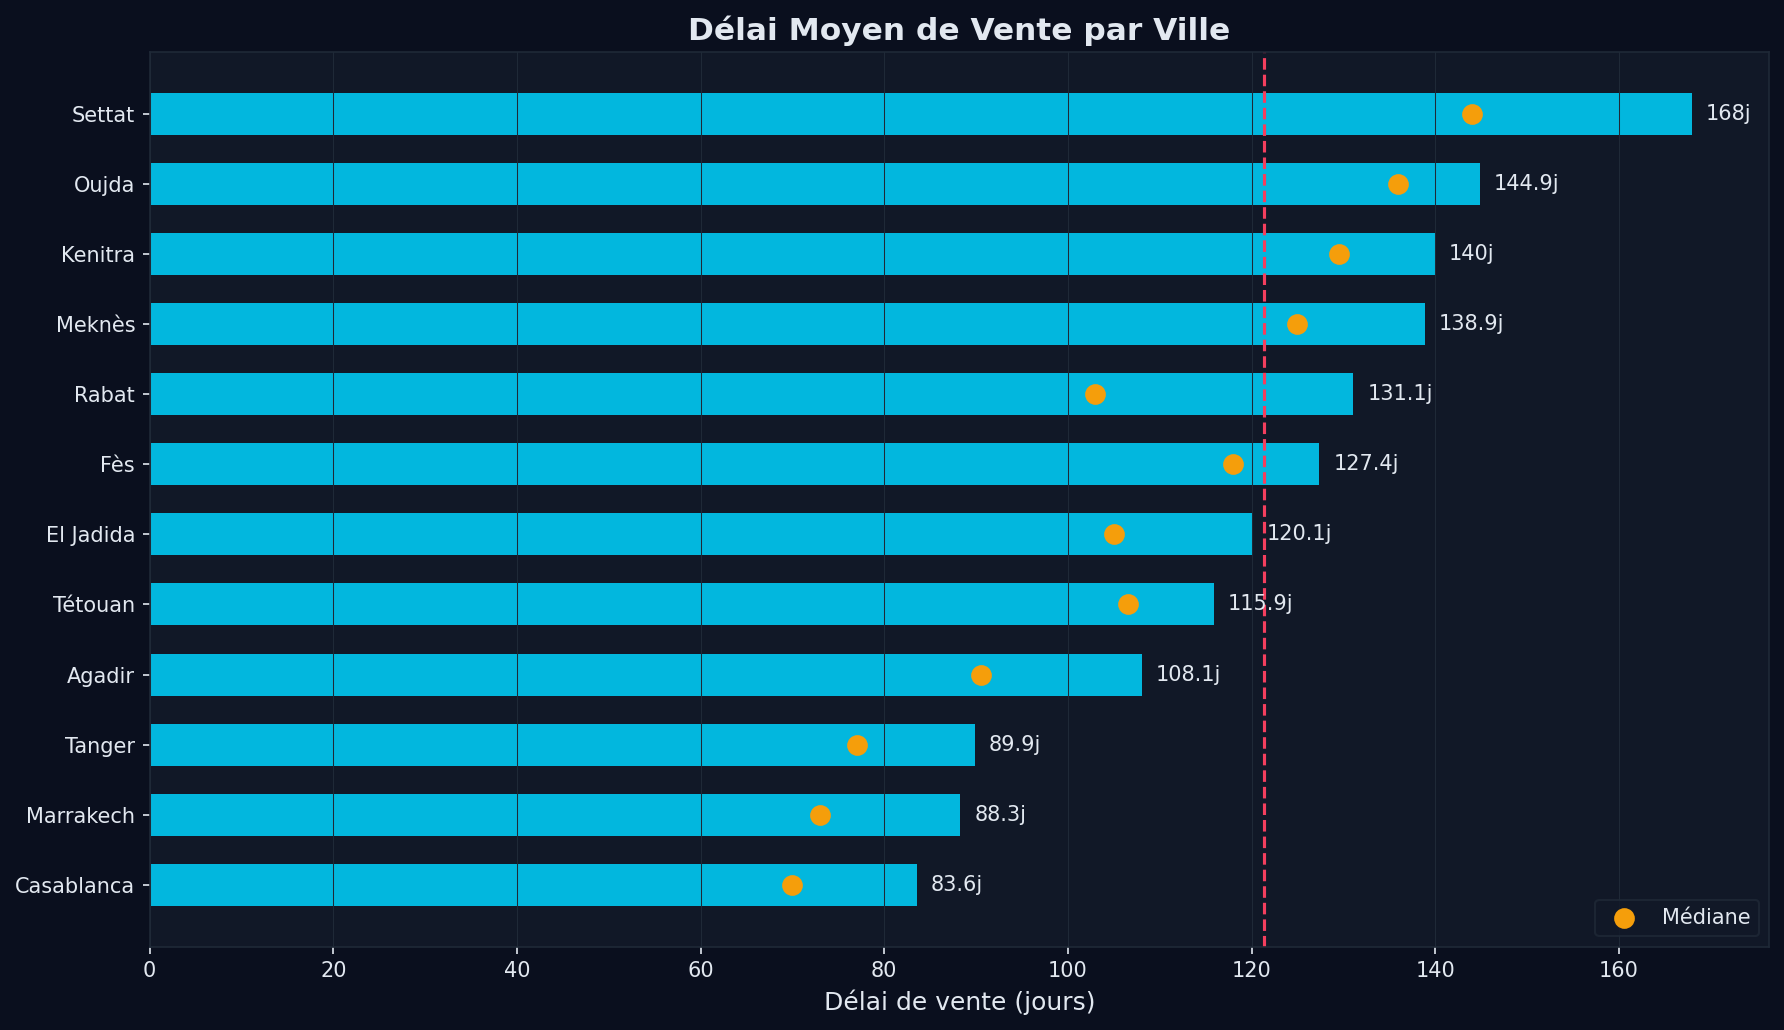 Délai Moyen de Vente par Ville
Settat 168j
Oujda 144.9j
Kenitra 140j
Meknès 138.9j
Rabat 131.1j
Fès 127.4j
El Jadida 120.1j
Tétouan 115.9j
Agadir 108.1j
Tanger 89.9j
Marrakech 88.3j
Casablanca 83.6j
Médiane
0 20 40 60 80 100 120 140 160
Délai de vente (jours)